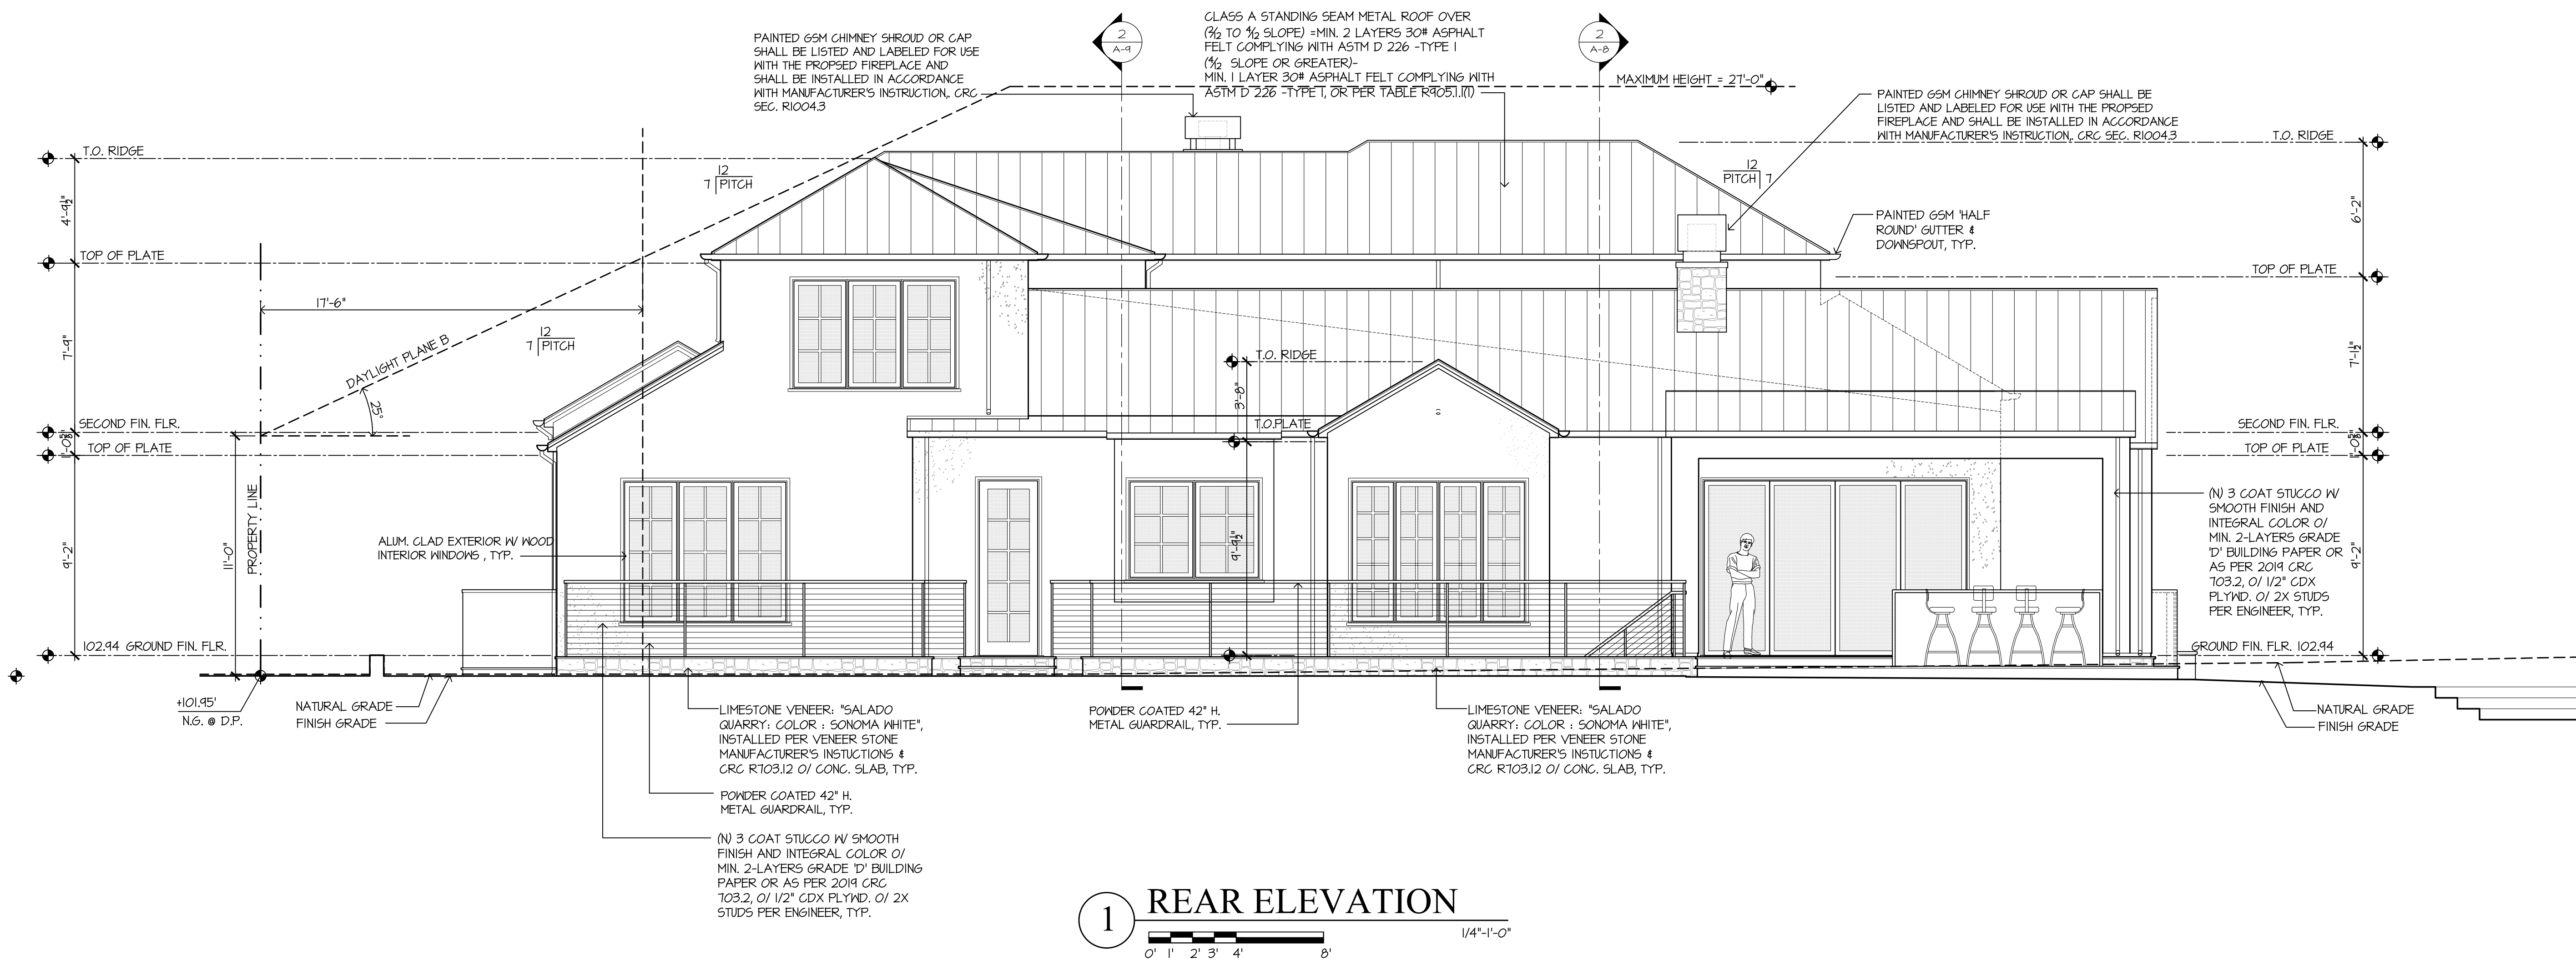 PAINTED GSM CHIMNEY SHROUD OR CAP
SHALL BE LISTED AND LABELED FOR USE
WITH THE PROPSED FIREPLACE AND
SHALL BE INSTALLED IN ACCORDANCE
WITH MANUFACTURER'S INSTRUCTION,. CRC
SEC. R1004.3
2
A-9
CLASS A STANDING SEAM METAL ROOF OVER
(2/12 TO 4/12 SLOPE) =MIN. 2 LAYERS 30# ASPHALT
FELT COMPLYING WITH ASTM D 226 -TYPE 1
(4/12 SLOPE OR GREATER)-
MIN. 1 LAYER 30# ASPHALT FELT COMPLYING WITH
ASTM D 226 -TYPE 1, OR PER TABLE R905.1.1(1)
2
A-8
MAXIMUM HEIGHT = 27'-0"
PAINTED GSM CHIMNEY SHROUD OR CAP SHALL BE
LISTED AND LABELED FOR USE WITH THE PROPSED
FIREPLACE AND SHALL BE INSTALLED IN ACCORDANCE
WITH MANUFACTURER'S INSTRUCTION,. CRC SEC. R1004.3
T.O. RIDGE
T.O. RIDGE
12
7 PITCH
12
PITCH 7
4'-9½"
6'-2"
PAINTED GSM 'HALF
ROUND' GUTTER &
DOWNSPOUT, TYP.
TOP OF PLATE
TOP OF PLATE
17'-6"
12
7 PITCH
DAYLIGHT PLANE B
25°
7'-9"
7'-1½"
T.O. RIDGE
3'-8"
T.O.PLATE
SECOND FIN. FLR.
SECOND FIN. FLR.
1'-0⅝"
1'-0⅝"
TOP OF PLATE
TOP OF PLATE
PROPERTY LINE
11'-0"
9'-2"
9'-9½"
9'-2"
ALUM. CLAD EXTERIOR W/ WOOD
INTERIOR WINDOWS , TYP.
(N) 3 COAT STUCCO W/
SMOOTH FINISH AND
INTEGRAL COLOR O/
MIN. 2-LAYERS GRADE
'D' BUILDING PAPER OR
AS PER 2019 CRC
703.2, O/ 1/2" CDX
PLYWD. O/ 2X STUDS
PER ENGINEER, TYP.
102.94 GROUND FIN. FLR.
GROUND FIN. FLR. 102.94
+101.95'
N.G. @ D.P.
NATURAL GRADE
FINISH GRADE
LIMESTONE VENEER: "SALADO
QUARRY: COLOR : SONOMA WHITE",
INSTALLED PER VENEER STONE
MANUFACTURER'S INSTUCTIONS &
CRC R703.12 O/ CONC. SLAB, TYP.
POWDER COATED 42" H.
METAL GUARDRAIL, TYP.
LIMESTONE VENEER: "SALADO
QUARRY: COLOR : SONOMA WHITE",
INSTALLED PER VENEER STONE
MANUFACTURER'S INSTUCTIONS &
CRC R703.12 O/ CONC. SLAB, TYP.
NATURAL GRADE
FINISH GRADE
POWDER COATED 42" H.
METAL GUARDRAIL, TYP.
(N) 3 COAT STUCCO W/ SMOOTH
FINISH AND INTEGRAL COLOR O/
MIN. 2-LAYERS GRADE 'D' BUILDING
PAPER OR AS PER 2019 CRC
703.2, O/ 1/2" CDX PLYWD. O/ 2X
STUDS PER ENGINEER, TYP.
1 REAR ELEVATION
1/4"-1'-0"
0' 1' 2' 3' 4' 8'